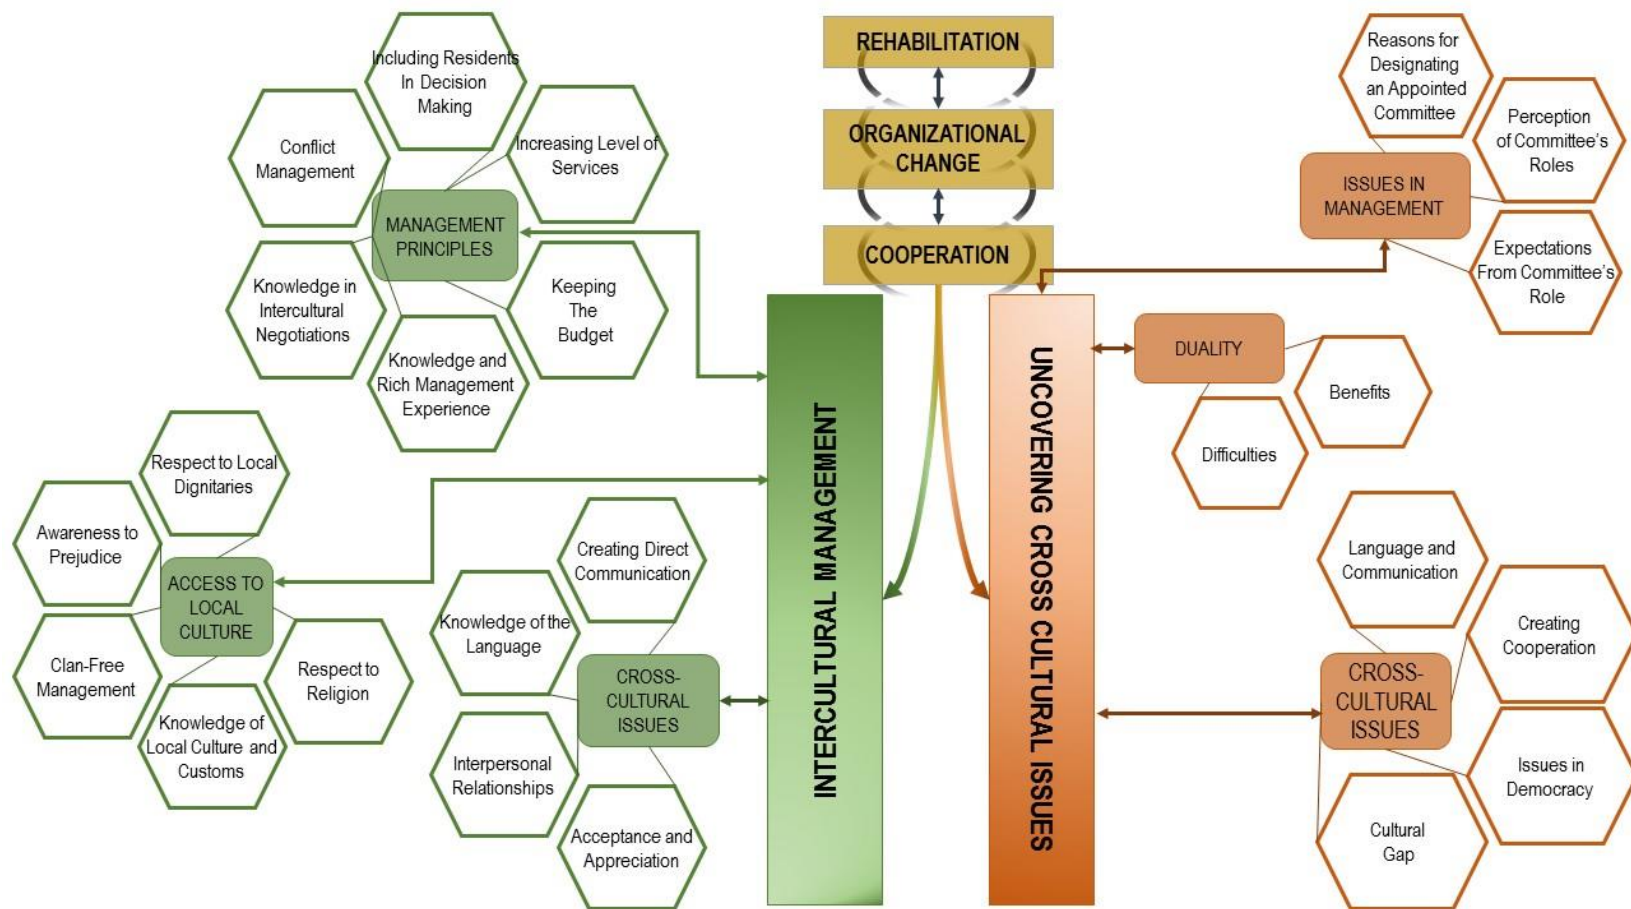 REHABILITATION
ORGANIZATIONAL
CHANGE
COOPERATION
INTERCULTURAL MANAGEMENT
UNCOVERING CROSS CULTURAL ISSUES
Including Residents
In Decision
Making
Conflict
Management
Increasing Level of
Services
MANAGEMENT
PRINCIPLES
Knowledge in
Intercultural
Negotiations
Keeping
The
Budget
Knowledge and
Rich Management
Experience
Respect to Local
Dignitaries
Awareness to
Prejudice
ACCESS TO
LOCAL
CULTURE
Clan-Free
Management
Respect to
Religion
Knowledge of
Local Culture and
Customs
Creating Direct
Communication
Knowledge of the
Language
CROSS-
CULTURAL
ISSUES
Interpersonal
Relationships
Acceptance and
Appreciation
Reasons for
Designating
an Appointed
Committee
Perception
of Committee's
Roles
ISSUES IN
MANAGEMENT
Expectations
From Committee's
Role
DUALITY
Benefits
Difficulties
Language and
Communication
Creating
Cooperation
CROSS-
CULTURAL
ISSUES
Issues in
Democracy
Cultural
Gap